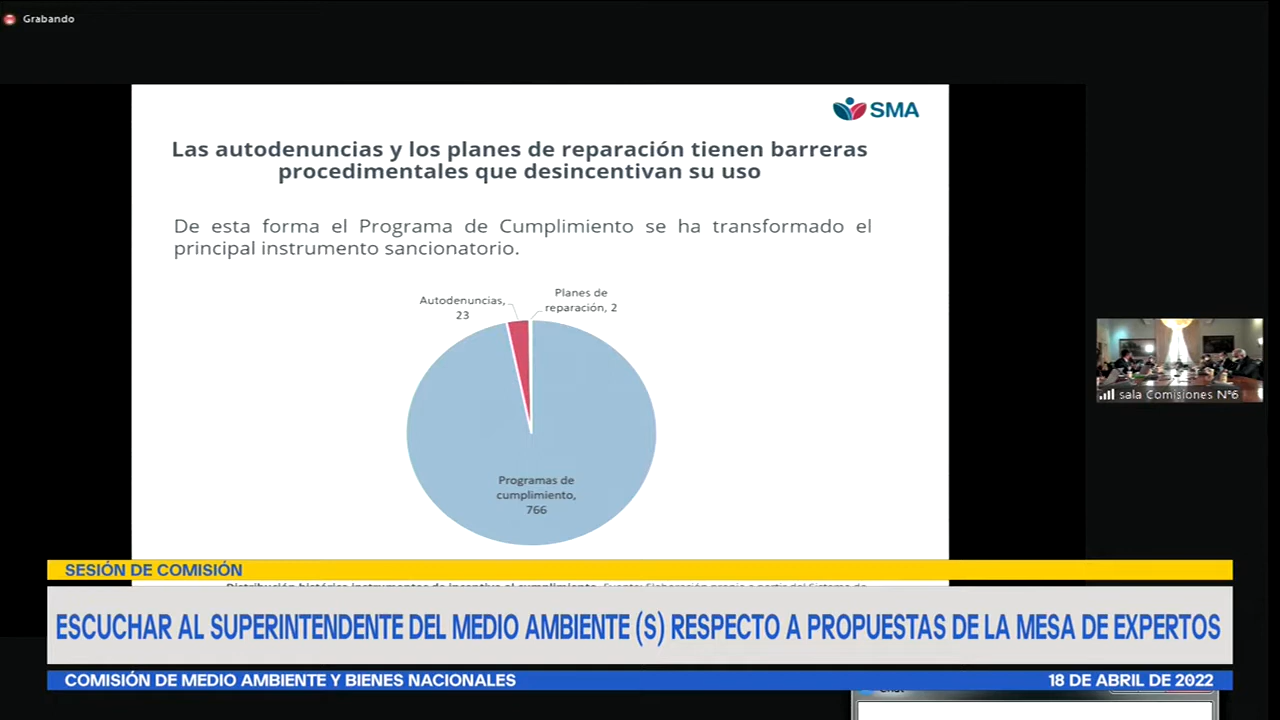 Grabando
SMA
Las autodenuncias y los planes de reparación tienen barreras
procedimentales que desincentivan su uso
De esta forma el Programa de Cumplimiento se ha transformado el
principal instrumento sancionatorio.
Autodenuncias,
23
Planes de
reparación, 2
Programas de
cumplimiento,
766
sala Comisiones N°6
SESIÓN DE COMISIÓN
ESCUCHAR AL SUPERINTENDENTE DEL MEDIO AMBIENTE (S) RESPECTO A PROPUESTAS DE LA MESA DE EXPERTOS
COMISIÓN DE MEDIO AMBIENTE Y BIENES NACIONALES
18 DE ABRIL DE 2022